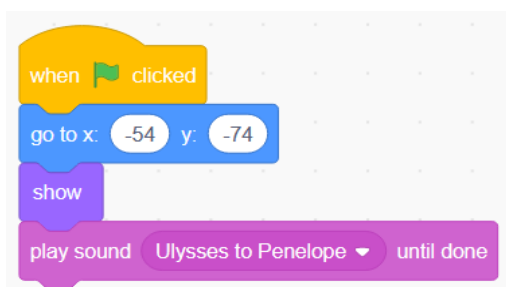 when clicked
go to x: -54 y: -74
show
play sound Ulysses to Penelope until done